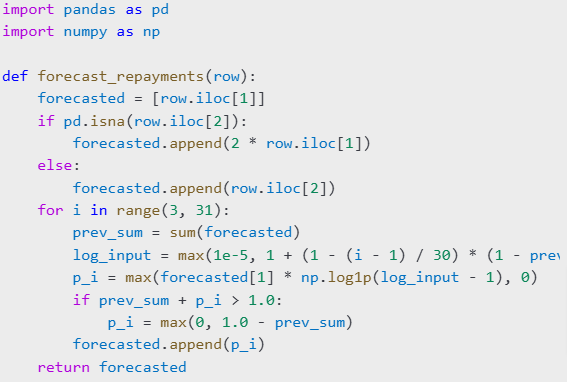 import pandas as pd
import numpy as np

def forecast_repayments(row):
    forecasted = [row.iloc[1]]
    if pd.isna(row.iloc[2]):
        forecasted.append(2 * row.iloc[1])
    else:
        forecasted.append(row.iloc[2])
    for i in range(3, 31):
        prev_sum = sum(forecasted)
        log_input = max(1e-5, 1 + (1 - (i - 1) / 30) * (1 - prev
        p_i = max(forecasted[1] * np.log1p(log_input - 1), 0)
        if prev_sum + p_i > 1.0:
            p_i = max(0, 1.0 - prev_sum)
        forecasted.append(p_i)
    return forecasted